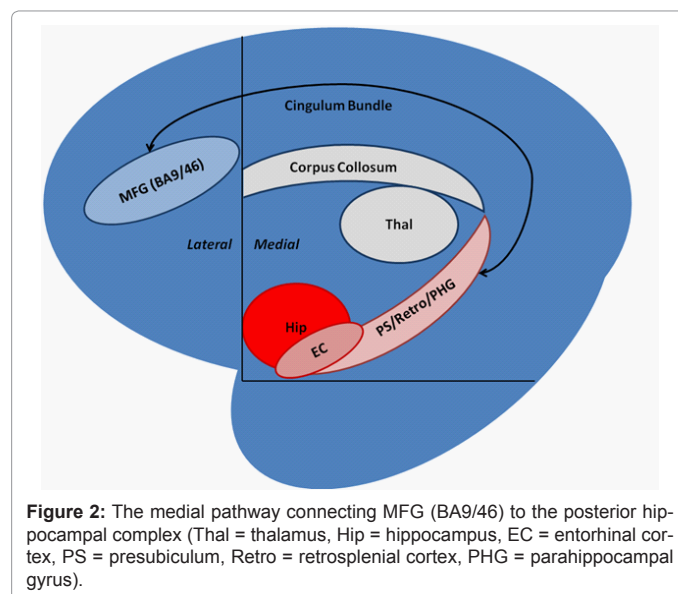 Cingulum Bundle
Corpus Collosum
MFG (BA9/46)
Thal
Lateral
Medial
Hip
EC
PS/Retro/PHG
Figure 2: The medial pathway connecting MFG (BA9/46) to the posterior hip-
pocampal complex (Thal = thalamus, Hip = hippocampus, EC = entorhinal cor-
tex, PS = presubiculum, Retro = retrosplenial cortex, PHG = parahippocampal
gyrus).